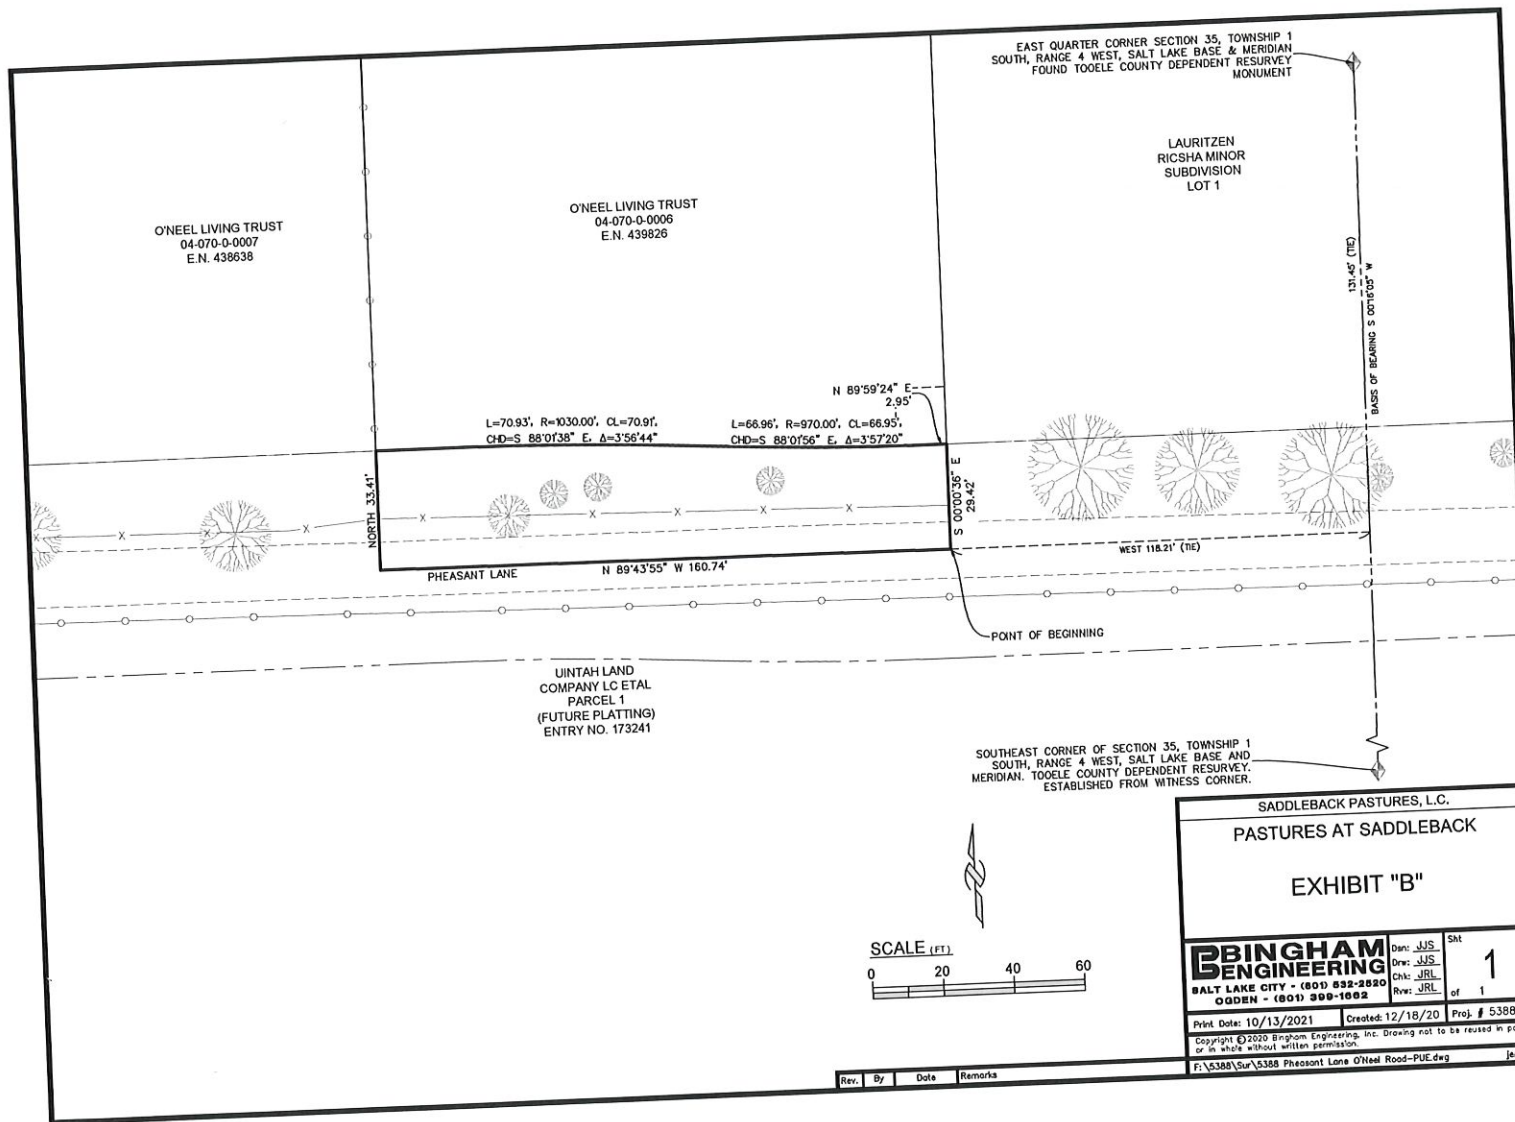 EAST QUARTER CORNER SECTION 35, TOWNSHIP 1
SOUTH, RANGE 4 WEST, SALT LAKE BASE & MERIDIAN
FOUND TOOELE COUNTY DEPENDENT RESURVEY
MONUMENT
LAURITZEN
RICSHA MINOR
SUBDIVISION
LOT 1
O'NEEL LIVING TRUST
04-070-0-0007
E.N. 438638
O'NEEL LIVING TRUST
04-070-0-0006
E.N. 439826
131.45' (TIE)
BASIS OF BEARING S 00°16'05" W
N 89°59'24" E
2.95'
L=70.93', R=1030.00', CL=70.91',
CHD=S 88°01'38" E, Δ=3°56'44"
L=66.96', R=970.00', CL=66.95',
CHD=S 88°01'56" E, Δ=3°57'20"
NORTH 33.41'
S 00°00'36" E
29.42'
X X X X X X X X
WEST 118.21' (TIE)
PHEASANT LANE
N 89°43'55" W 160.74'
POINT OF BEGINNING
UINTAH LAND
COMPANY LC ETAL
PARCEL 1
(FUTURE PLATTING)
ENTRY NO. 173241
SOUTHEAST CORNER OF SECTION 35, TOWNSHIP 1
SOUTH, RANGE 4 WEST, SALT LAKE BASE AND
MERIDIAN. TOOELE COUNTY DEPENDENT RESURVEY.
ESTABLISHED FROM WITNESS CORNER.
SCALE (FT)
0 20 40 60
SADDLEBACK PASTURES, L.C.
PASTURES AT SADDLEBACK
EXHIBIT "B"
BINGHAM
ENGINEERING
SALT LAKE CITY - (801) 532-2520
OGDEN - (801) 399-1662
Dsn: JJS
Drw: JJS
Chk: JRL
Rvw: JRL
Sht
1
of 1
Print Date: 10/13/2021
Created: 12/18/20
Proj. # 5388
Copyright © 2020 Bingham Engineering, Inc. Drawing not to be reused in
or in whole without written permission.
F:\5388\Sur\5388 Pheasant Lane O'Neel Road-PUE.dwg
Rev. By Date Remarks